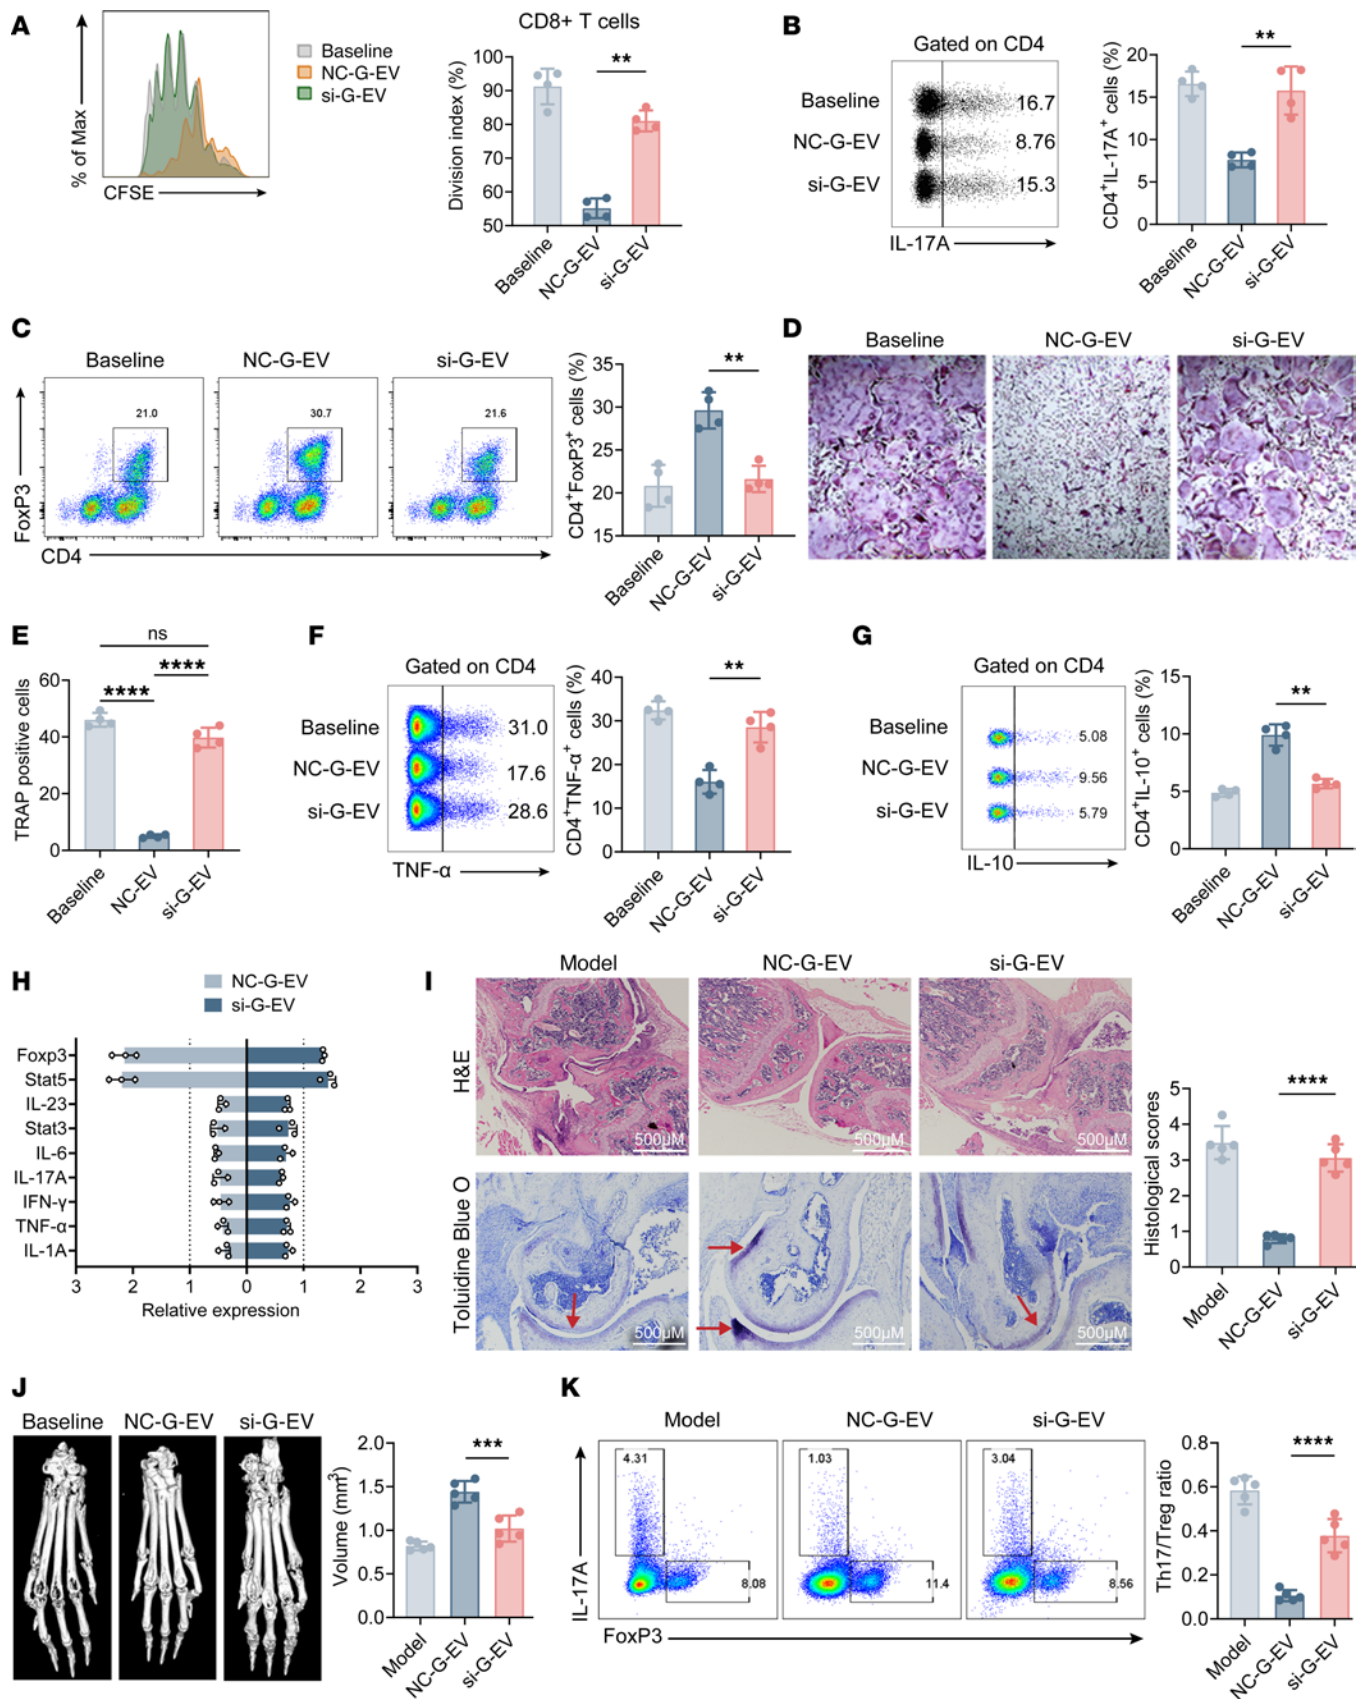 A
% of Max
CFSE
Baseline
NC-G-EV
si-G-EV
CD8+ T cells
Division index (%)
100
90
80
70
60
50
**
Baseline
NC-G-EV
si-G-EV
B
Gated on CD4
Baseline
16.7
NC-G-EV
8.76
si-G-EV
15.3
IL-17A
CD4+IL-17A+ cells (%)
20
15
10
5
0
**
Baseline
NC-G-EV
si-G-EV
C
Baseline
NC-G-EV
si-G-EV
21.0
30.7
21.6
FoxP3
CD4
CD4+FoxP3+ cells (%)
35
30
25
20
15
**
Baseline
NC-G-EV
si-G-EV
D
Baseline
NC-G-EV
si-G-EV
E
TRAP positive cells
60
40
20
0
ns
****
****
Baseline
NC-EV
si-G-EV
F
Gated on CD4
Baseline
31.0
NC-G-EV
17.6
si-G-EV
28.6
TNF-α
CD4+TNF-α+ cells (%)
40
30
20
10
0
**
Baseline
NC-G-EV
si-G-EV
G
Gated on CD4
Baseline
5.08
NC-G-EV
9.56
si-G-EV
5.79
IL-10
CD4+IL-10+ cells (%)
15
10
5
0
**
Baseline
NC-G-EV
si-G-EV
H
NC-G-EV
si-G-EV
Foxp3
Stat5
IL-23
Stat3
IL-6
IL-17A
IFN-γ
TNF-α
IL-1A
3 2 1 0 1 2 3
Relative expression
I
Model
NC-G-EV
si-G-EV
H&E
500µM
500µM
500µM
Toluidine Blue O
500µM
500µM
500µM
Histological scores
5
4
3
2
1
0
****
Model
NC-G-EV
si-G-EV
J
Baseline
NC-G-EV
si-G-EV
Volume (mm3)
2.0
1.5
1.0
0.5
0.0
***
Model
NC-G-EV
si-G-EV
K
Model
NC-G-EV
si-G-EV
4.31
1.03
3.04
8.08
11.4
8.56
IL-17A
FoxP3
Th17/Treg ratio
0.8
0.6
0.4
0.2
0.0
****
Model
NC-G-EV
si-G-EV